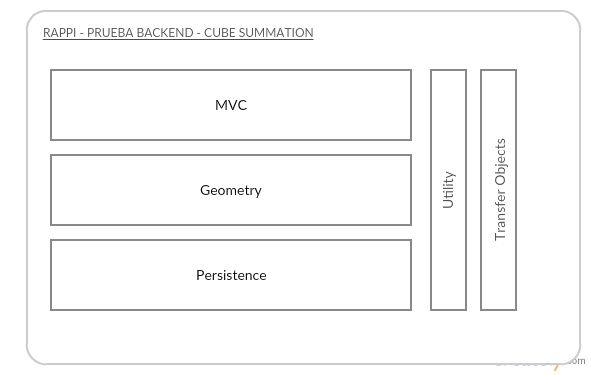 RAPPI - PRUEBA BACKEND - CUBE SUMMATION
MVC
Geometry
Persistence
Utility
Transfer Objects